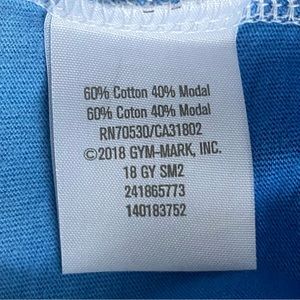 60% Cotton 40% Modal
60% Coton 40% Modal
RN70530/CA31802
©2018 GYM-MARK, INC.
18 GY SM2
241865773
140183752